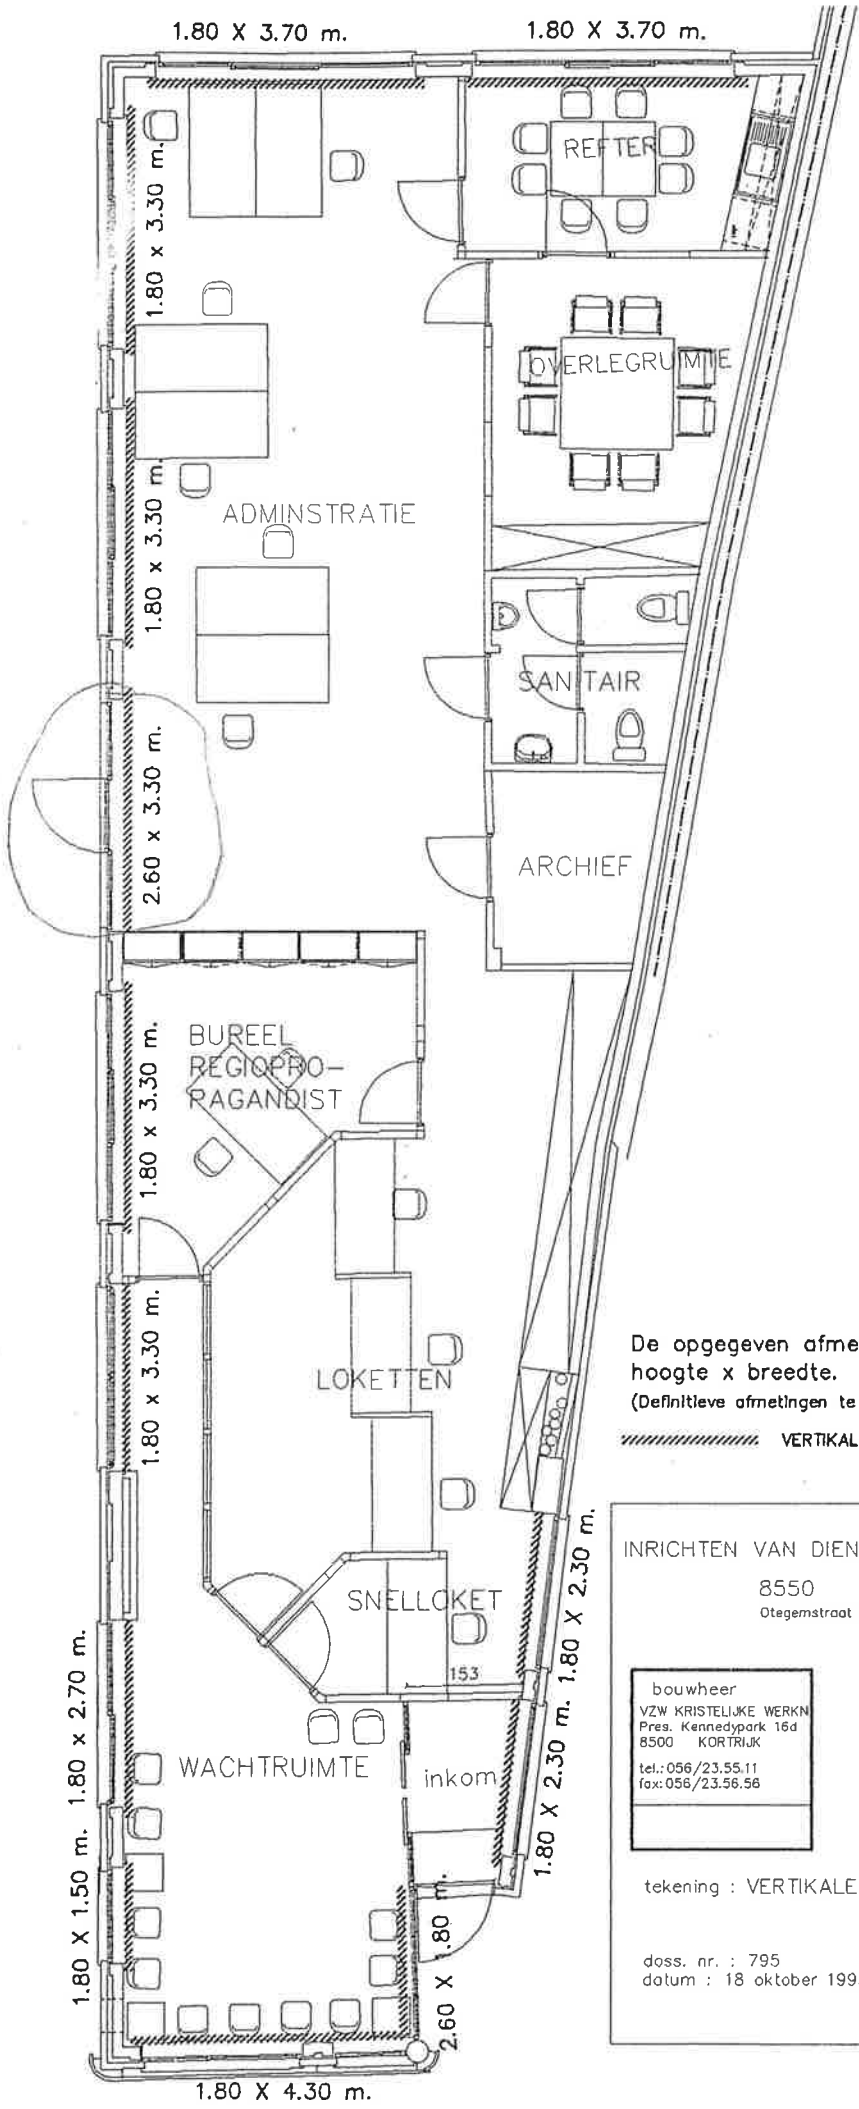 1.80 X 3.70 m.
1.80 X 3.70 m.
1.80 x 3.30 m.
REFTER
OVERLEGRUIMTE
1.80 x 3.30 m.
ADMINSTRATIE
SANITAIR
2.60 x 3.30 m.
ARCHIEF
BUREEL
REGIOPRO-
PAGANDIST
1.80 x 3.30 m.
1.80 x 3.30 m.
LOKETTEN
De opgegeven afme
hoogte x breedte.
(Definitieve afmetingen te
VERTIKAL
INRICHTEN VAN DIEN
8550
Otegemstraat
SNELLOKET
153
1.80 X 2.30 m.
1.80 X 2.30 m.
1.80 X 2.70 m.
WACHTRUIMTE
inkom
bouwheer
VZW KRISTELIJKE WERKN
Pres. Kennedypark 16d
8500 KORTRIJK
tel.: 056/23.55.11
fax: 056/23.56.56
1.80 X 1.50 m.
2.60 X 1.80 m.
tekening : VERTIKALE
doss. nr. : 795
datum : 18 oktober 199
1.80 X 4.30 m.